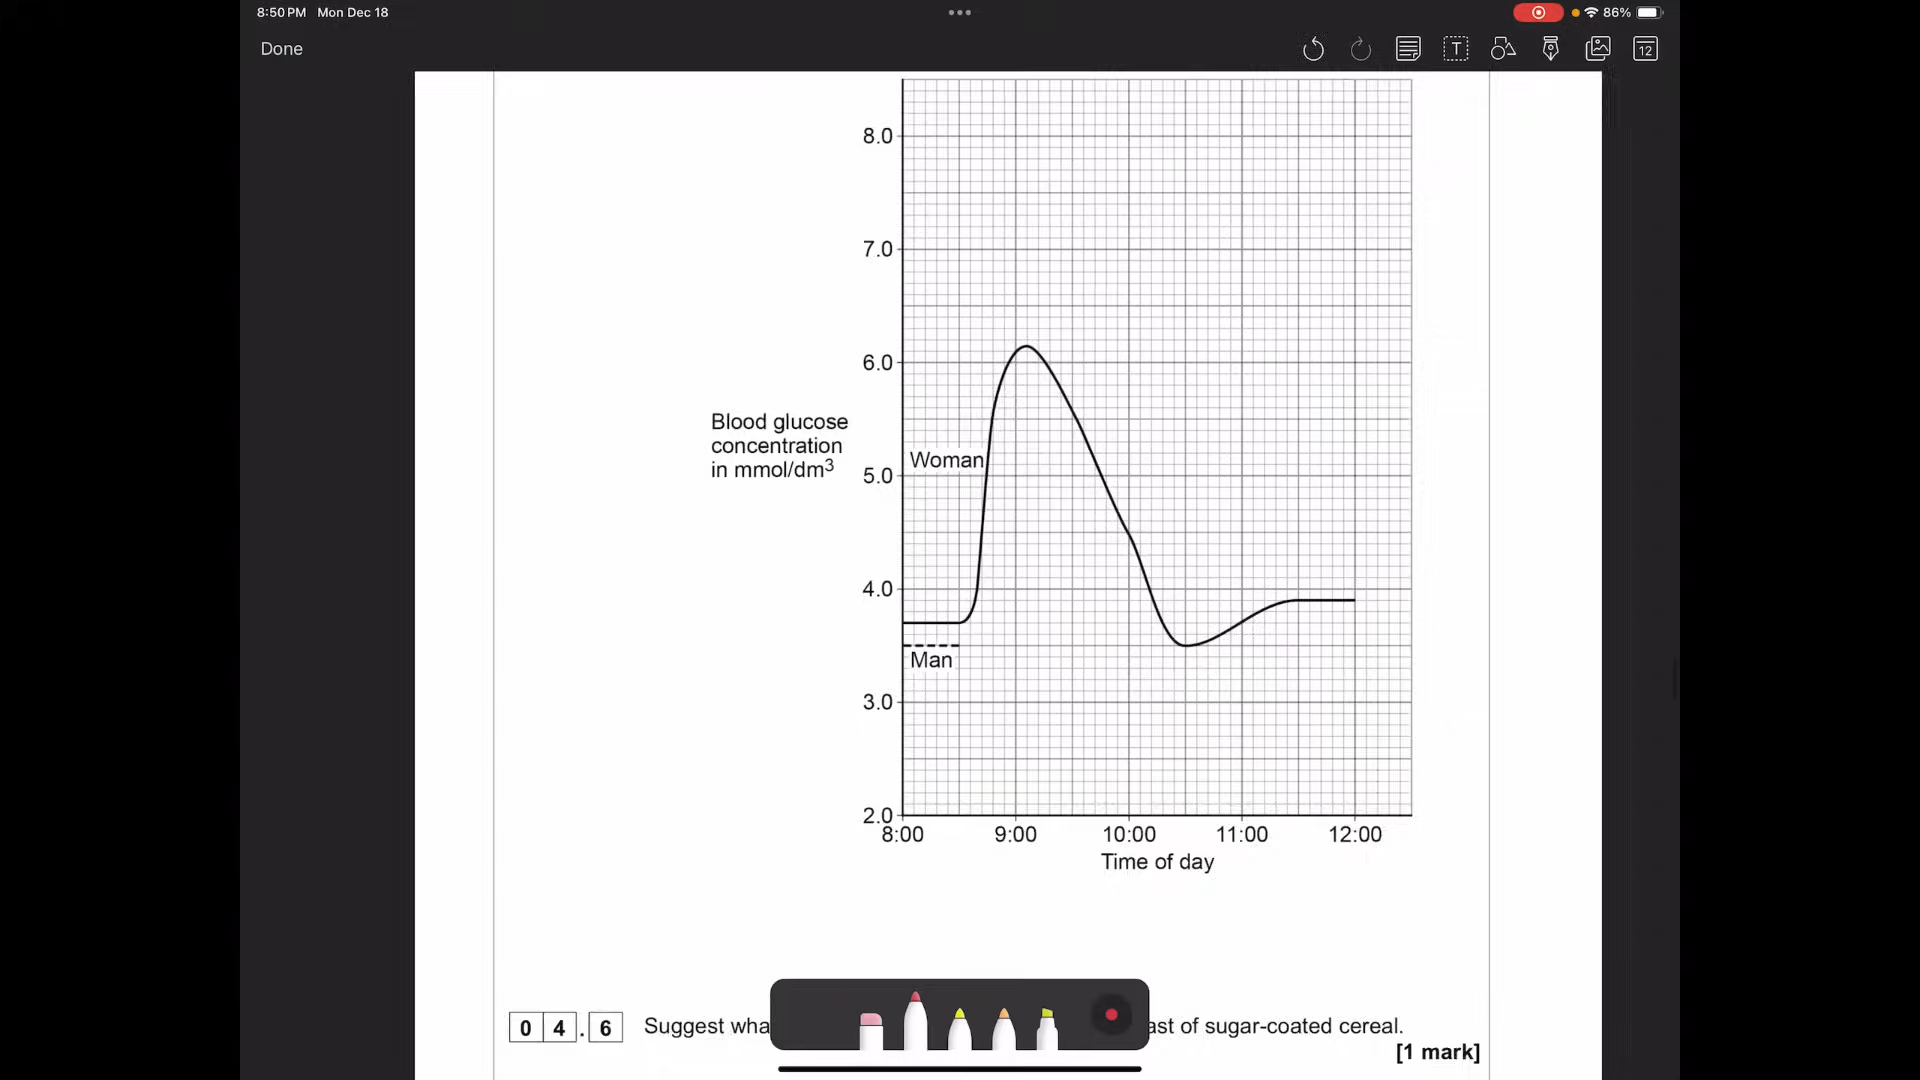 8:50 PM Mon Dec 18
86%
Done
T
12
8.0
7.0
6.0
Blood glucose
concentration
in mmol/dm³
Woman
5.0
4.0
Man
3.0
2.0
8:00 9:00 10:00 11:00 12:00
Time of day
0 4 . 6 Suggest ast of sugar-coated cereal.
[1 mark]